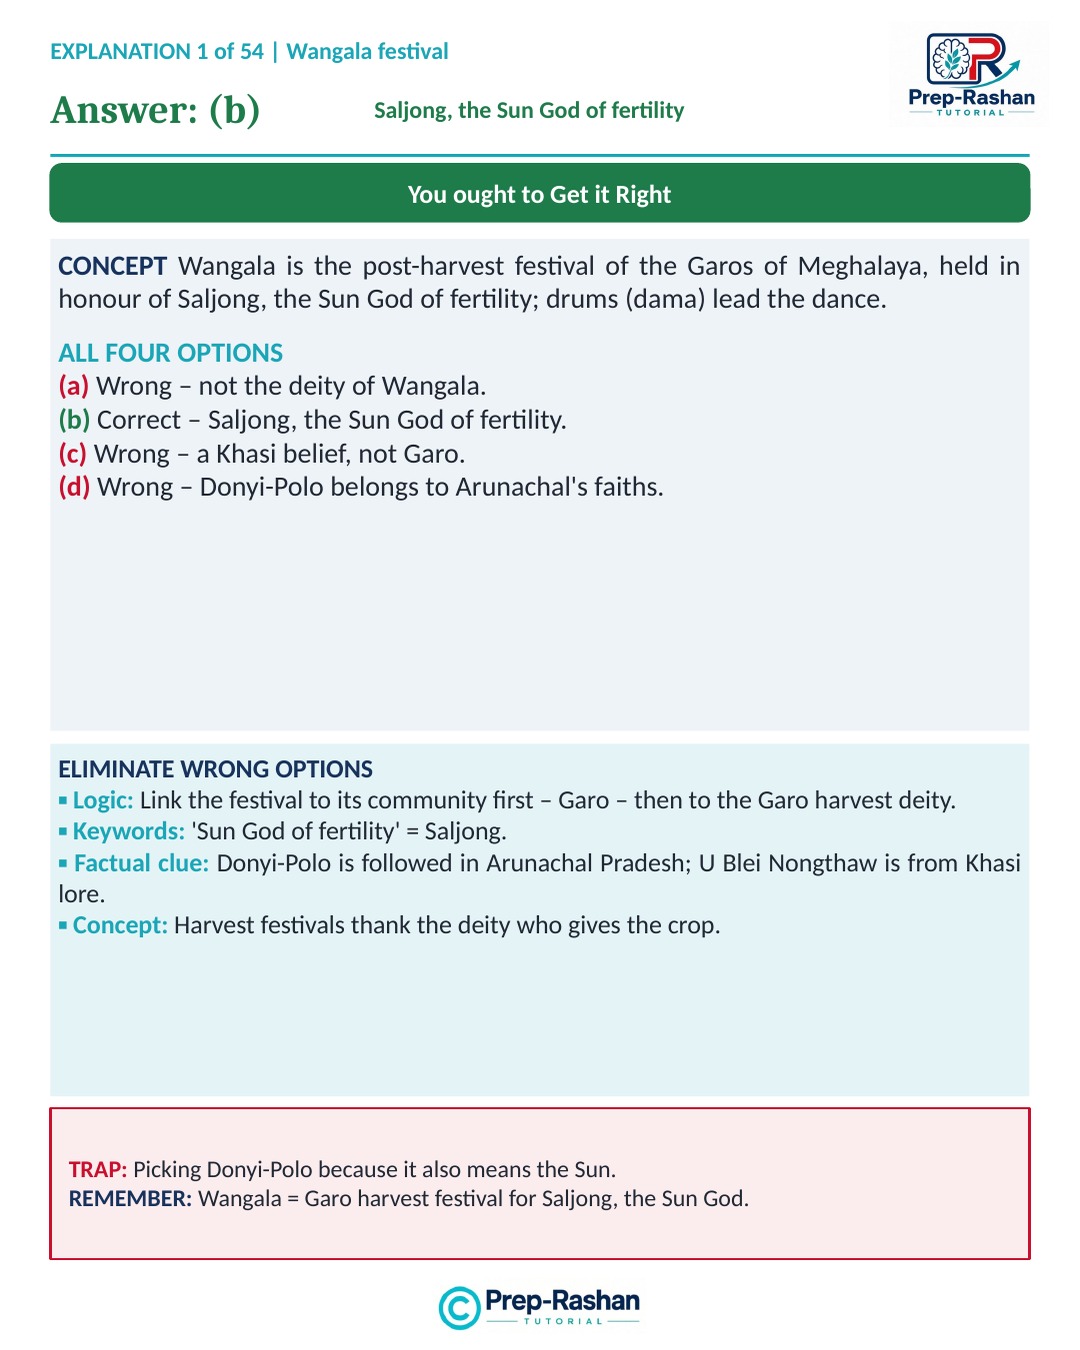 EXPLANATION 1 of 54 | Wangala festival
Prep-Rashan
TUTORIAL
Answer: (b)
Saljong, the Sun God of fertility
You ought to Get it Right
CONCEPT Wangala is the post-harvest festival of the Garos of Meghalaya, held in
honour of Saljong, the Sun God of fertility; drums (dama) lead the dance.
ALL FOUR OPTIONS
(a) Wrong – not the deity of Wangala.
(b) Correct – Saljong, the Sun God of fertility.
(c) Wrong – a Khasi belief, not Garo.
(d) Wrong – Donyi-Polo belongs to Arunachal's faiths.
ELIMINATE WRONG OPTIONS
▪ Logic: Link the festival to its community first – Garo – then to the Garo harvest deity.
▪ Keywords: 'Sun God of fertility' = Saljong.
▪ Factual clue: Donyi-Polo is followed in Arunachal Pradesh; U Blei Nongthaw is from Khasi
lore.
▪ Concept: Harvest festivals thank the deity who gives the crop.
TRAP: Picking Donyi-Polo because it also means the Sun.
REMEMBER: Wangala = Garo harvest festival for Saljong, the Sun God.
© Prep-Rashan
TUTORIAL